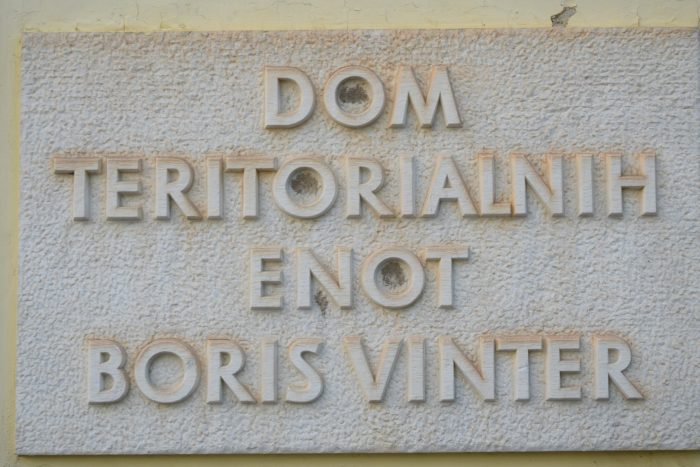 DOM
TERITORIALNIH
ENOT
BORIS VINTER